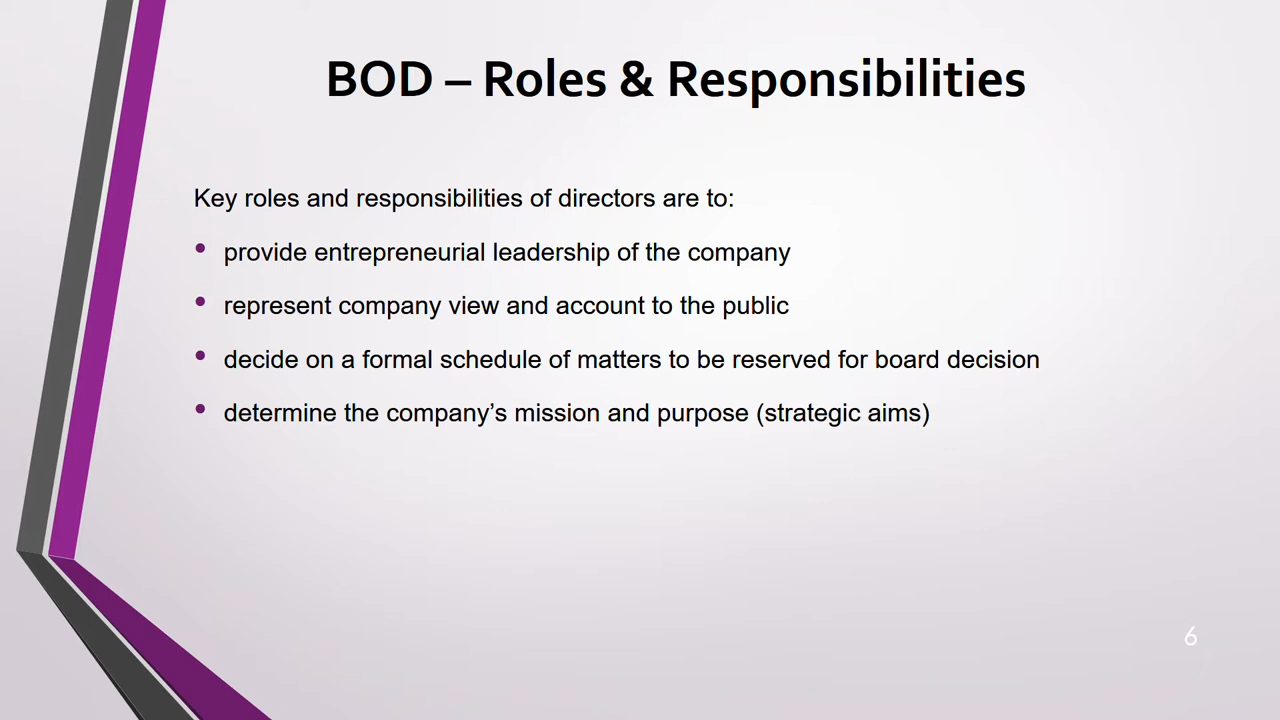 BOD – Roles & Responsibilities
Key roles and responsibilities of directors are to:
• provide entrepreneurial leadership of the company
• represent company view and account to the public
• decide on a formal schedule of matters to be reserved for board decision
• determine the company’s mission and purpose (strategic aims)
6